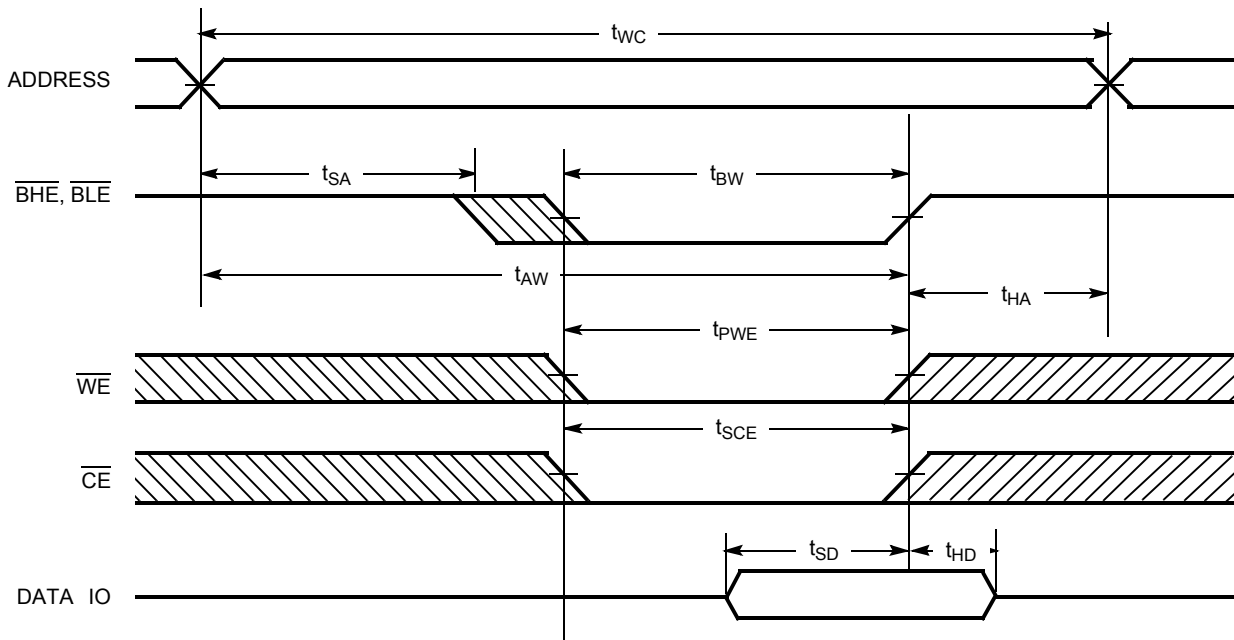 tWC
ADDRESS
tSA
tBW
BHE, BLE
tAW
tHA
tPWE
WE
tSCE
CE
tSD
tHD
DATA IO